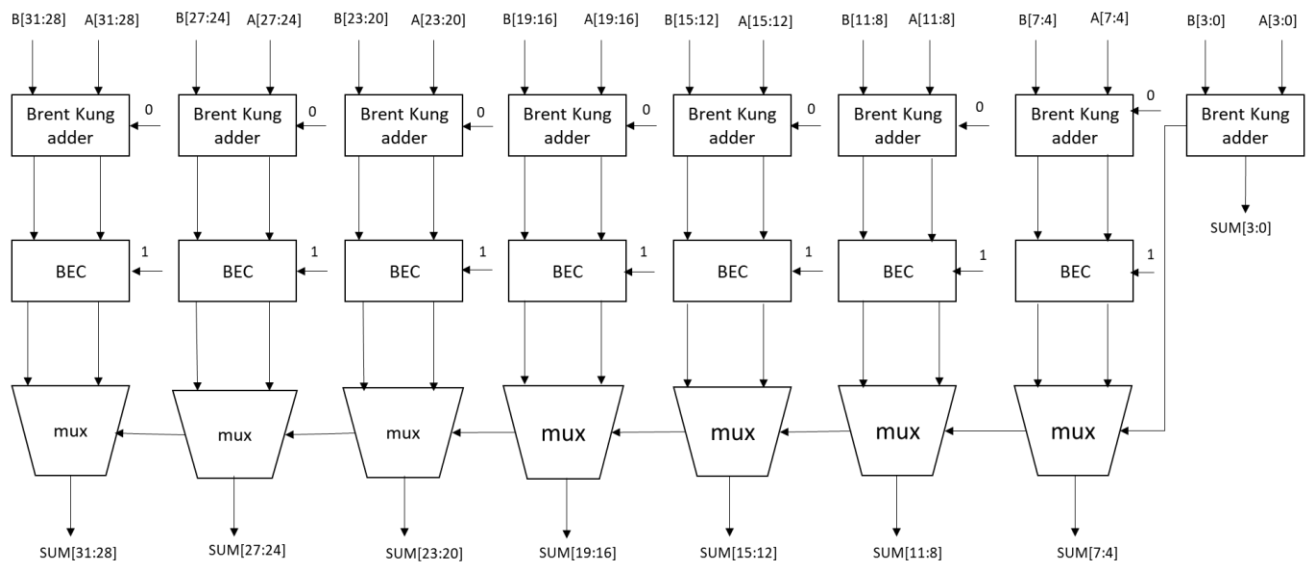 B[31:28] A[31:28] B[27:24] A[27:24] B[23:20] A[23:20] B[19:16] A[19:16] B[15:12] A[15:12] B[11:8] A[11:8] B[7:4] A[7:4] B[3:0] A[3:0]
0 0 0 0 0 0 0
Brent Kung Brent Kung Brent Kung Brent Kung Brent Kung Brent Kung Brent Kung Brent Kung
adder adder adder adder adder adder adder adder
SUM[3:0]
1 1 1 1 1 1 1
BEC BEC BEC BEC BEC BEC BEC
mux mux mux mux mux mux mux
SUM[31:28] SUM[27:24] SUM[23:20] SUM[19:16] SUM[15:12] SUM[11:8] SUM[7:4]